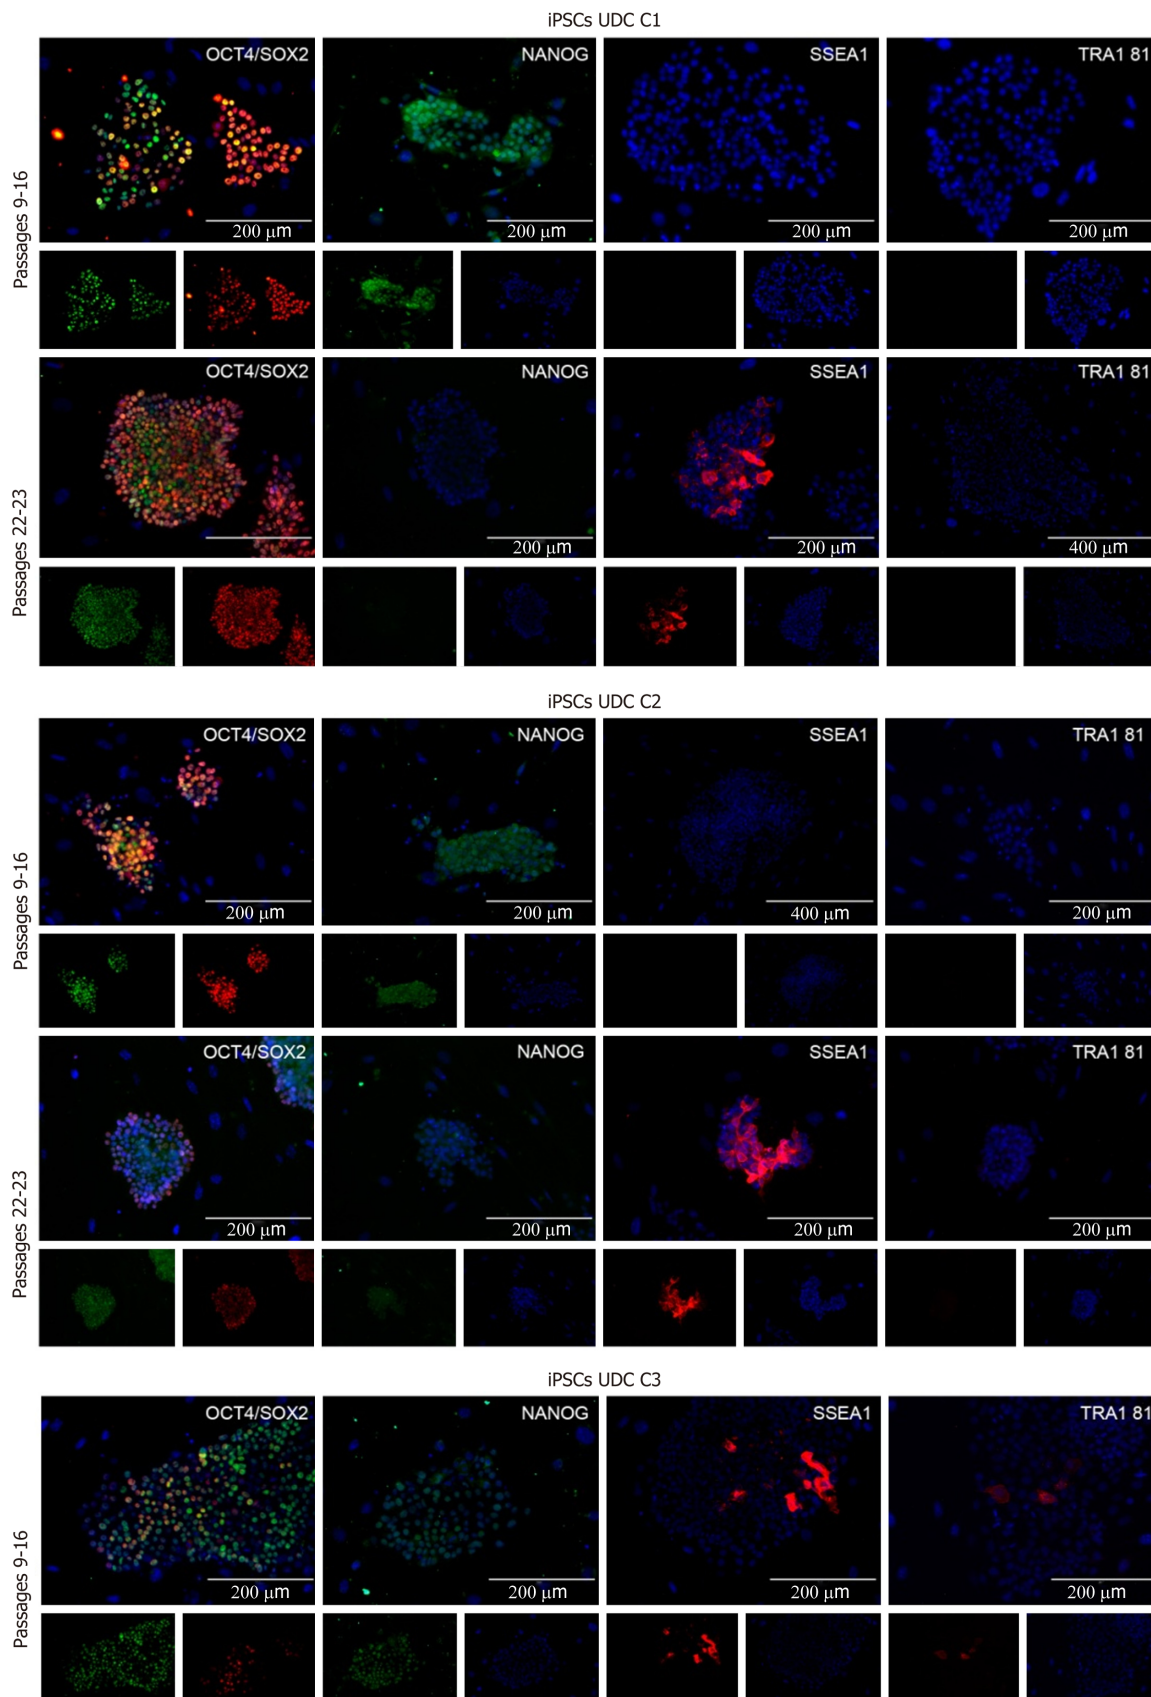 iPSCs UDC C1
Passages 9-16
OCT4/SOX2
200 µm
NANOG
200 µm
SSEA1
200 µm
TRA1 81
200 µm
Passages 22-23
OCT4/SOX2
NANOG
200 µm
SSEA1
200 µm
TRA1 81
400 µm
iPSCs UDC C2
Passages 9-16
OCT4/SOX2
200 µm
NANOG
200 µm
SSEA1
400 µm
TRA1 81
200 µm
Passages 22-23
OCT4/SOX2
200 µm
NANOG
200 µm
SSEA1
200 µm
TRA1 81
200 µm
iPSCs UDC C3
Passages 9-16
OCT4/SOX2
200 µm
NANOG
200 µm
SSEA1
200 µm
TRA1 81
200 µm